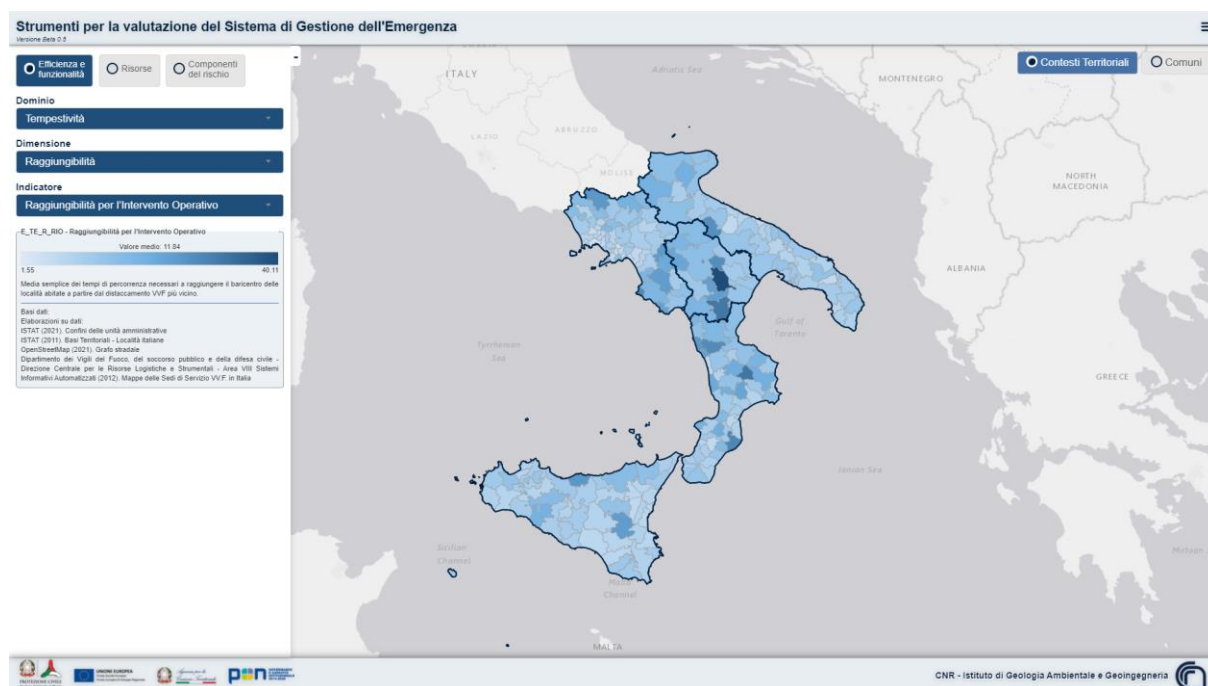 Strumenti per la valutazione del Sistema di Gestione dell'Emergenza
Versione Beta 0.5
Efficienza e
funzionalità
Risorse
Componenti
del rischio
Dominio
Tempestività
Dimensione
Raggiungibilità
Indicatore
Raggiungibilità per l'Intervento Operativo
E_TE_R_RIO - Raggiungibilità per l'Intervento Operativo
Valore medio: 11.84
1.55
40.11
Media semplice dei tempi di percorrenza necessari a raggiungere il baricentro delle
località abitate a partire dal distaccamento VVF più vicino.
Basi dati:
Elaborazioni su dati:
ISTAT (2021). Confini delle unità amministrative
ISTAT (2011). Basi Territoriali - Località italiane
OpenStreetMap (2021). Grafo stradale
Dipartimento dei Vigili del Fuoco, del soccorso pubblico e della difesa civile -
Direzione Centrale per le Risorse Logistiche e Strumentali - Area VIII Sistemi
Informativi Automatizzati (2012). Mappe delle Sedi di Servizio VV.F. in Italia
Contesti Territoriali
Comuni
ITALY
Adriatic Sea
MONTENEGRO
LAZIO
ABRUZZO
MOLISE
NORTH
MACEDONIA
ALBANIA
Gulf of
Taranto
Tyrrhenian
Sea
GREECE
Ionian Sea
Sicilian
Channel
Malta
Channel
MALTA
PROTEZIONE CIVILE
UNIONE EUROPEA
pon
CNR - Istituto di Geologia Ambientale e Geoingegneria